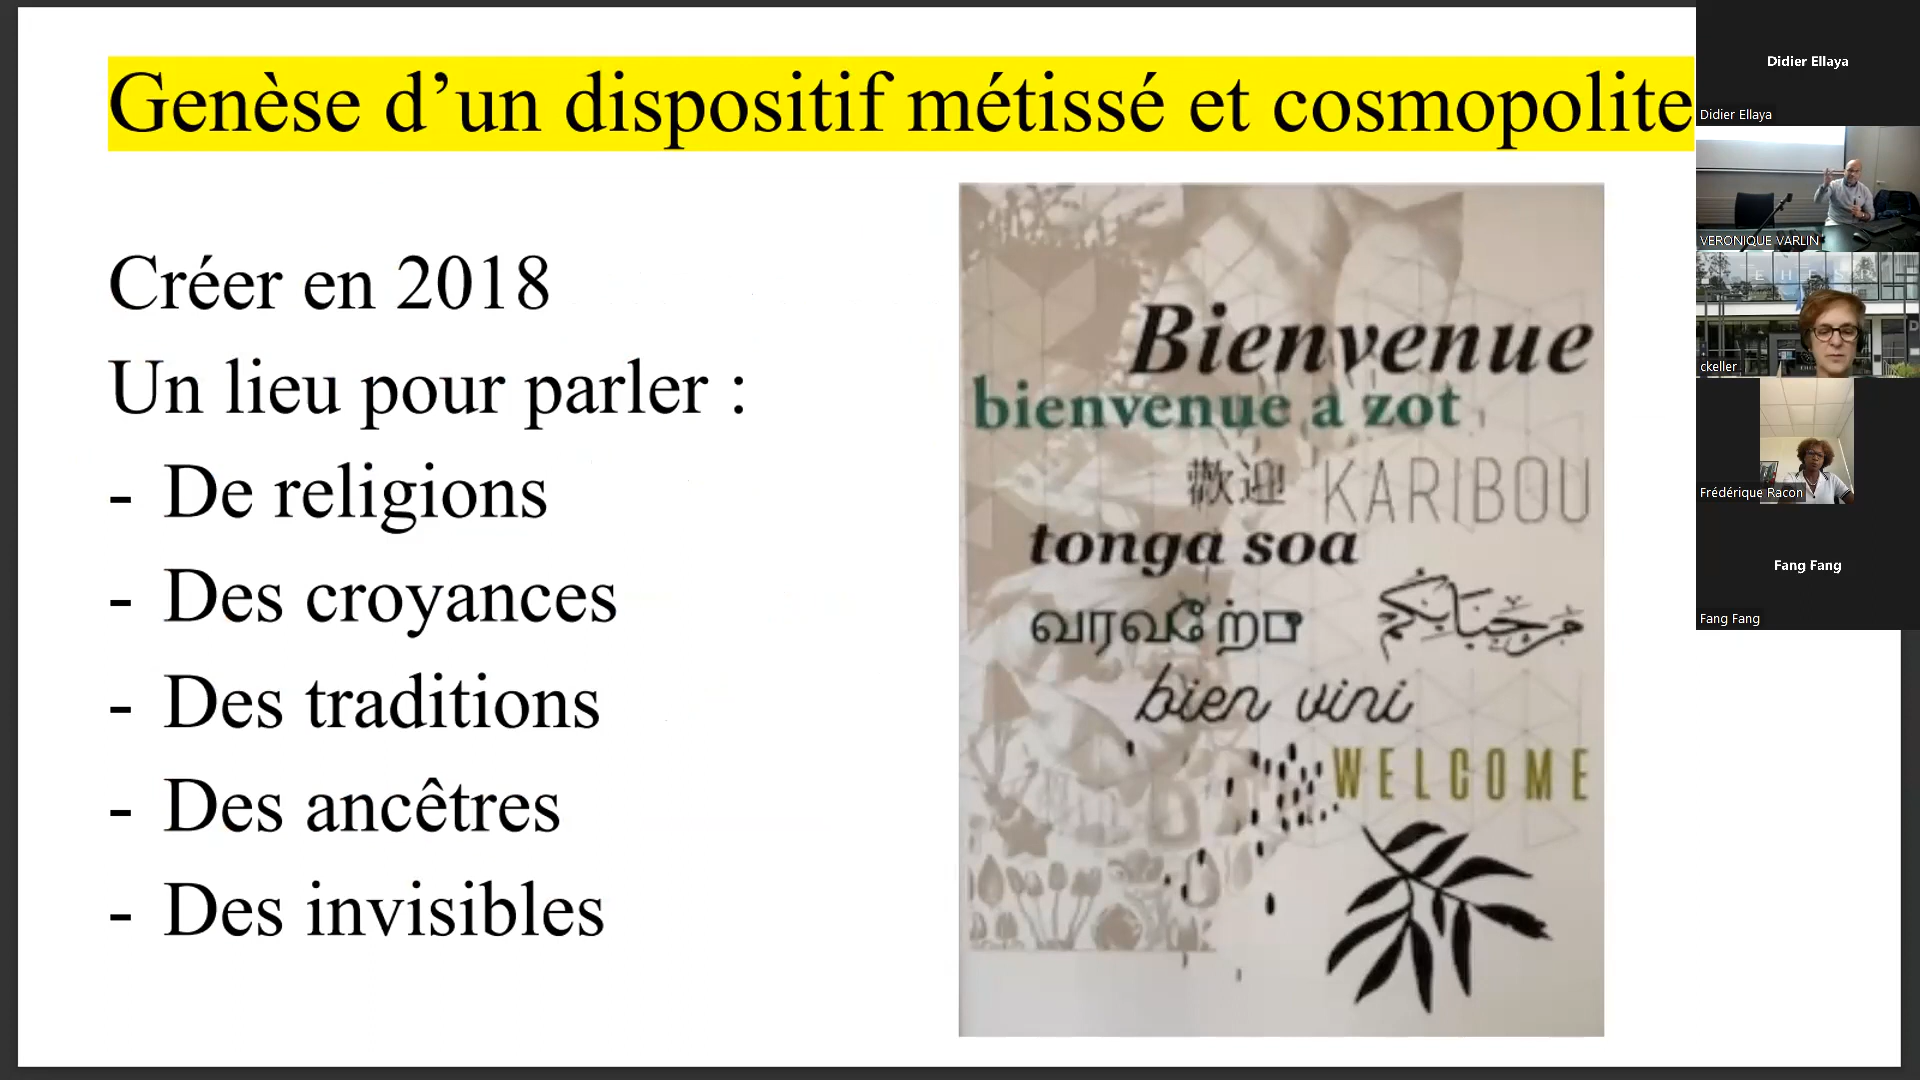 Genèse d’un dispositif métissé et cosmopolite
Créer en 2018
Un lieu pour parler :
- De religions
- Des croyances
- Des traditions
- Des ancêtres
- Des invisibles
Bienvenue
bienvenue a zot
歡迎 KARIBOU
tonga soa
வரவேற்பு مرحبا بكم
bien vini
WELCOME
Didier Ellaya
Didier Ellaya
VERONIQUE VARLIN
EHESP
ckeller
Frédérique Racon
Fang Fang
Fang Fang